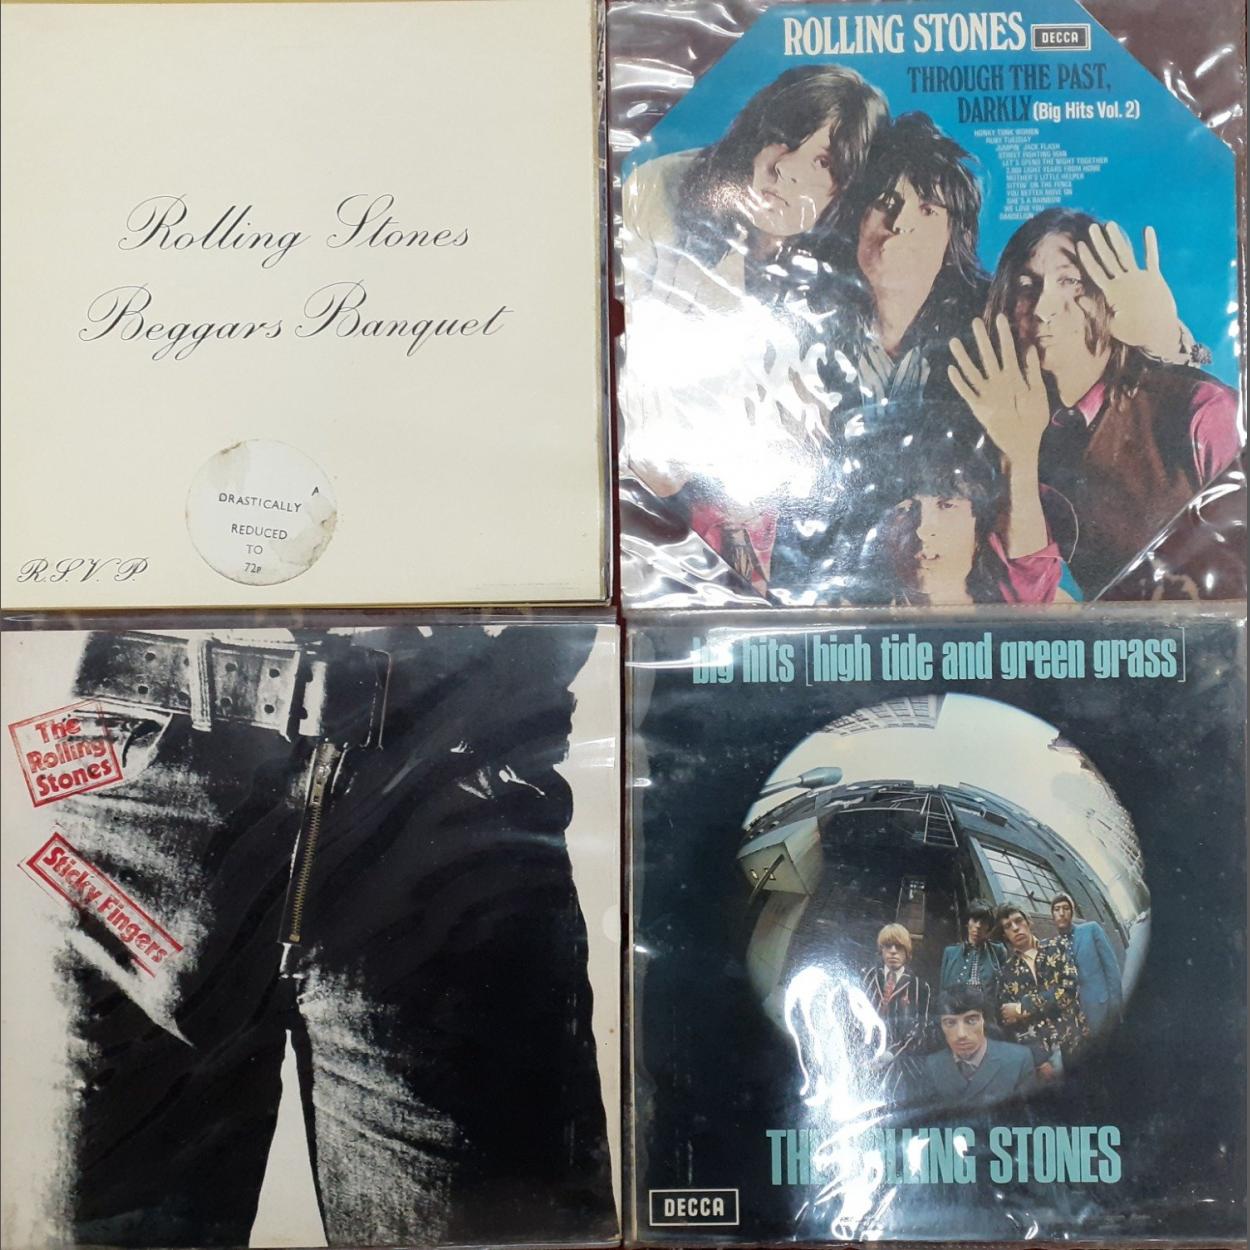 Rolling Stones
Beggars Banquet
DRASTICALLY A
REDUCED
TO
72P
R.S.V.P.
ROLLING STONES DECCA
THROUGH THE PAST,
DARKLY (Big Hits Vol. 2)
HONKY TONK WOMEN
RUBY TUESDAY
JUMPIN' JACK FLASH
STREET FIGHTING MAN
LET'S SPEND THE NIGHT TOGETHER
2,000 LIGHT YEARS FROM HOME
MOTHER'S LITTLE HELPER
SITTIN' ON THE FENCE
YOU BETTER MOVE ON
SHE'S A RAINBOW
WE LOVE YOU
DANDELION
The
Rolling
Stones
Sticky Fingers
big hits [high tide and green grass]
THE ROLLING STONES
DECCA